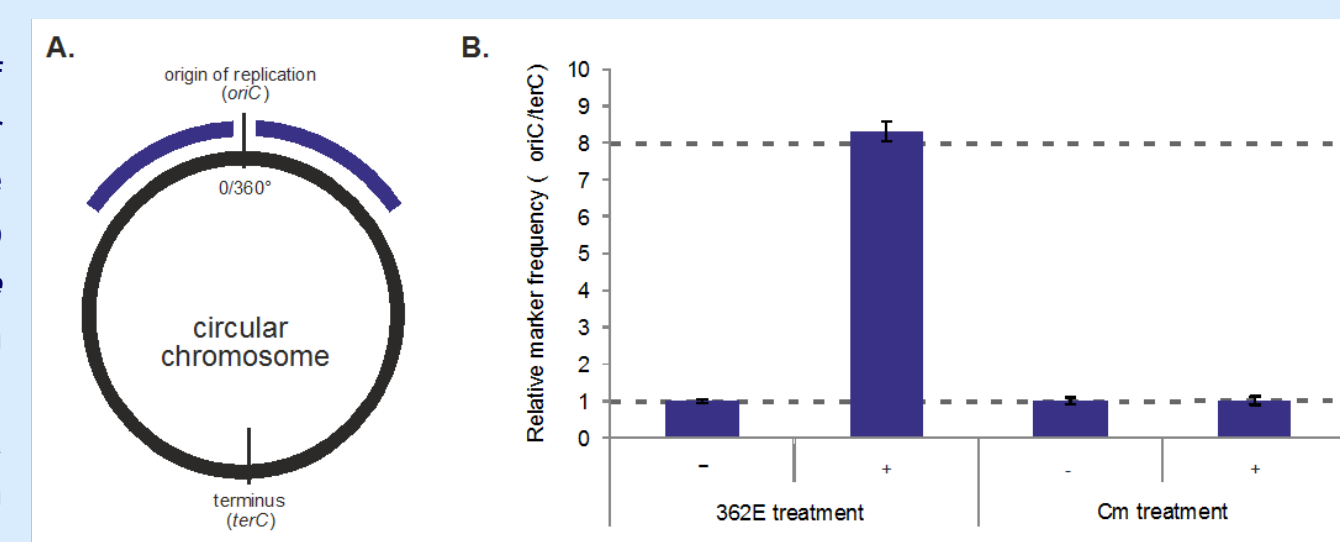 A.
origin of replication
(oriC)
0/360°
circular
chromosome
terminus
(terC)
B.
Relative marker frequency ( oriC/terC)
10
9
8
7
6
5
4
3
2
1
0
– + - +
362E treatment Cm treatment